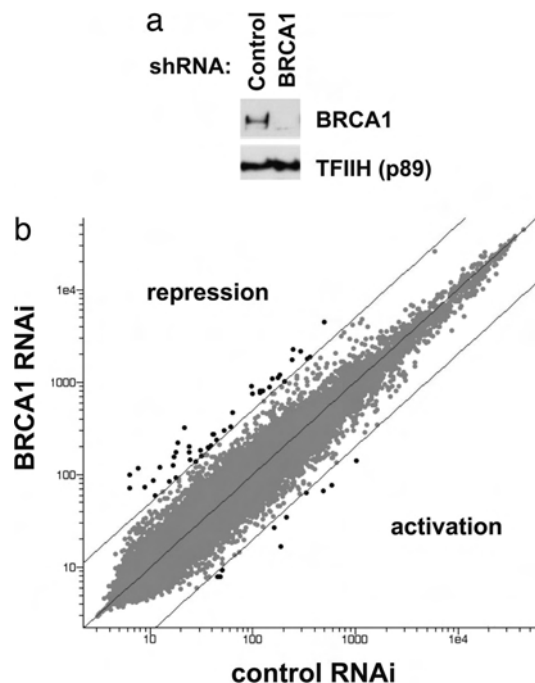 a
shRNA:
Control
BRCA1
BRCA1
TFIIH (p89)
b
repression
activation
BRCA1 RNAi
1e4
1000
100
10
10
100
1000
1e4
control RNAi